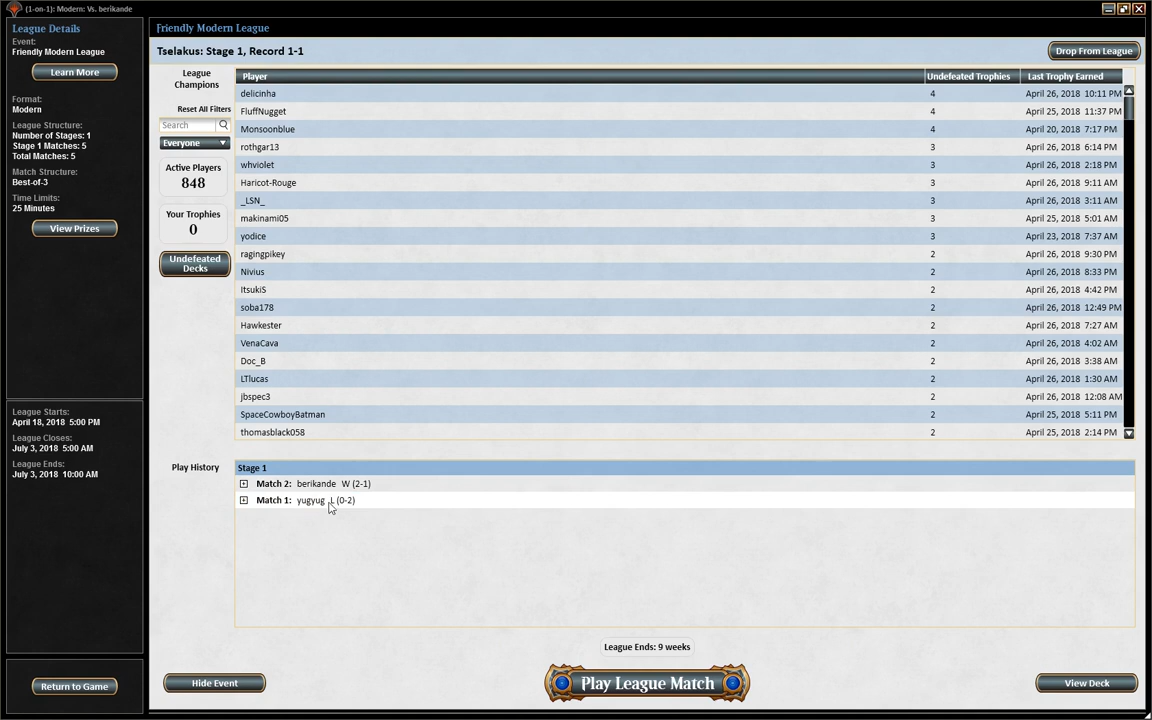 (1-on-1): Modern: Vs. berikande
League Details
Event:
Friendly Modern League
Learn More
Format:
Modern
League Structure:
Number of Stages: 1
Stage 1 Matches: 5
Total Matches: 5
Match Structure:
Best-of-3
Time Limits:
25 Minutes
View Prizes
League Starts:
April 18, 2018 5:00 PM
League Closes:
July 3, 2018 5:00 AM
League Ends:
July 3, 2018 10:00 AM
Return to Game
Friendly Modern League
Tselakus: Stage 1, Record 1-1
Drop From League
League
Champions
Reset All Filters
Search
Everyone
Active Players
848
Your Trophies
0
Undefeated
Decks
Player Undefeated Trophies Last Trophy Earned
delicinha 4 April 26, 2018 10:11 PM
FluffNugget 4 April 25, 2018 11:37 PM
Monsoonblue 4 April 20, 2018 7:17 PM
rothgar13 3 April 26, 2018 6:14 PM
whviolet 3 April 26, 2018 2:18 PM
Haricot-Rouge 3 April 26, 2018 9:11 AM
_LSN_ 3 April 26, 2018 3:11 AM
makinami05 3 April 25, 2018 5:01 AM
yodice 3 April 23, 2018 7:37 AM
ragingpikey 2 April 26, 2018 9:30 PM
Nivius 2 April 26, 2018 8:33 PM
ItsukiS 2 April 26, 2018 4:42 PM
soba178 2 April 26, 2018 12:49 PM
Hawkester 2 April 26, 2018 7:27 AM
VenaCava 2 April 26, 2018 4:02 AM
Doc_B 2 April 26, 2018 3:38 AM
LTlucas 2 April 26, 2018 1:30 AM
jbspec3 2 April 26, 2018 12:08 AM
SpaceCowboyBatman 2 April 25, 2018 5:11 PM
thomasblack058 2 April 25, 2018 2:14 PM
Play History
Stage 1
Match 2: berikande W (2-1)
Match 1: yugyug L (0-2)
League Ends: 9 weeks
Hide Event
Play League Match
View Deck